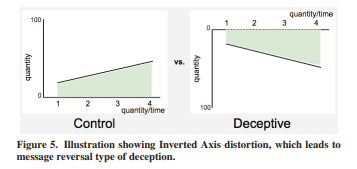 quantity/time
100
0
1 2 3 4
quantity
vs.
quantity
100
0
1 2 3 4
quantity/time
Control
Deceptive
Figure 5. Illustration showing Inverted Axis distortion, which leads to
message reversal type of deception.